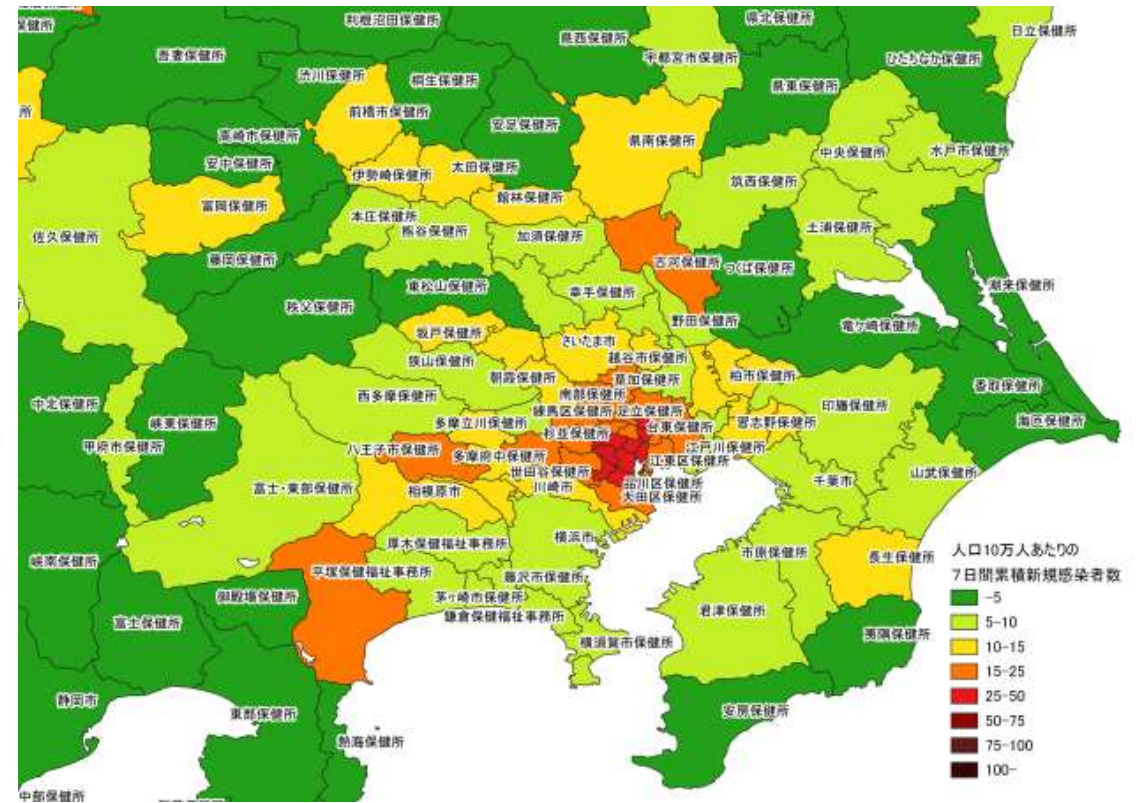 保健所
利根沼田保健所
県北保健所
日立保健所
県西保健所
吾妻保健所
宇都宮市保健所
ひたちなか保健所
渋川保健所
桐生保健所
県東保健所
所
前橋市保健所
安足保健所
高崎市保健所
県南保健所
中央保健所
水戸市保健所
安中保健所
太田保健所
伊勢崎保健所
筑西保健所
館林保健所
富岡保健所
本庄保健所
土浦保健所
佐久保健所
熊谷保健所
加須保健所
藤岡保健所
古河保健所
つくば保健所
東松山保健所
潮来保健所
秩父保健所
幸手保健所
野田保健所
竜ケ崎保健所
坂戸保健所
さいたま市
狭山保健所
越谷市保健所
朝霞保健所
草加保健所
柏市保健所
香取保健所
西多摩保健所
南部保健所
中北保健所
印旛保健所
練馬区保健所
足立保健所
峡東保健所
多摩立川保健所
習志野保健所
海匝保健所
台東保健所
杉並保健所
甲府市保健所
八王子市保健所
多摩府中保健所
江戸川保健所
江東区保健所
世田谷保健所
山武保健所
品川区保健所
千葉市
富士・東部保健所
相模原市
川崎市
大田区保健所
横浜市
厚木保健福祉事務所
市原保健所
長生保健所
人口10万人あたりの
峡南保健所
平塚保健福祉事務所
藤沢市保健所
7日間累積新規感染者数
御殿場保健所
茅ヶ崎市保健所
-5
君津保健所
鎌倉保健福祉事務所
富士保健所
5-10
夷隅保健所
横須賀市保健所
10-15
15-25
静岡市
25-50
東部保健所
安房保健所
50-75
熱海保健所
75-100
100-
中部保健所